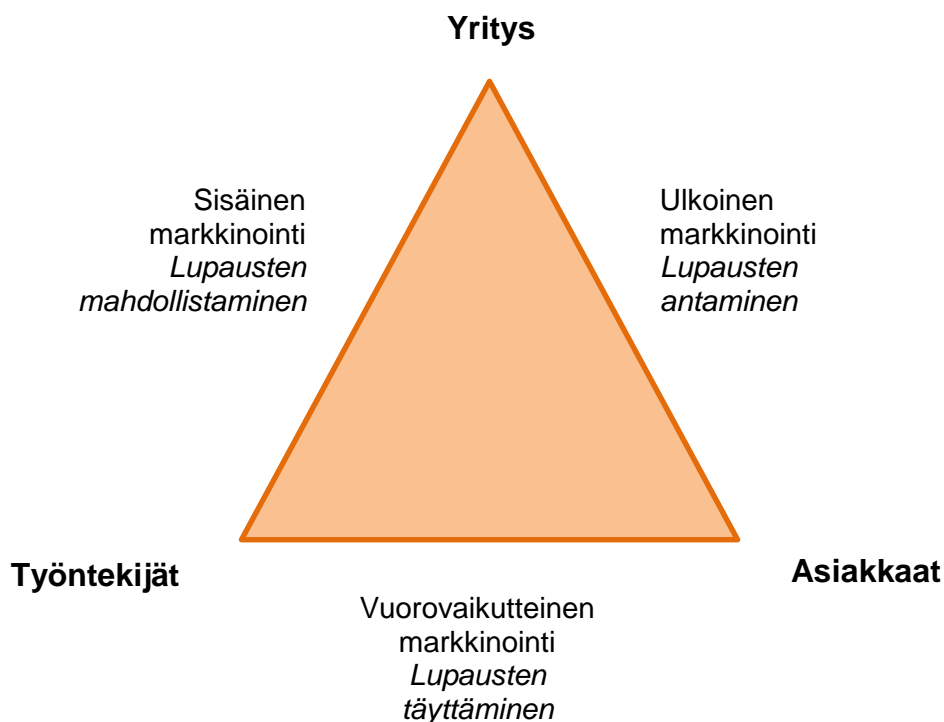 Yritys
Sisäinen
markkinointi
Lupausten
mahdollistaminen
Ulkoinen
markkinointi
Lupausten
antaminen
Työntekijät
Asiakkaat
Vuorovaikutteinen
markkinointi
Lupausten
täyttäminen